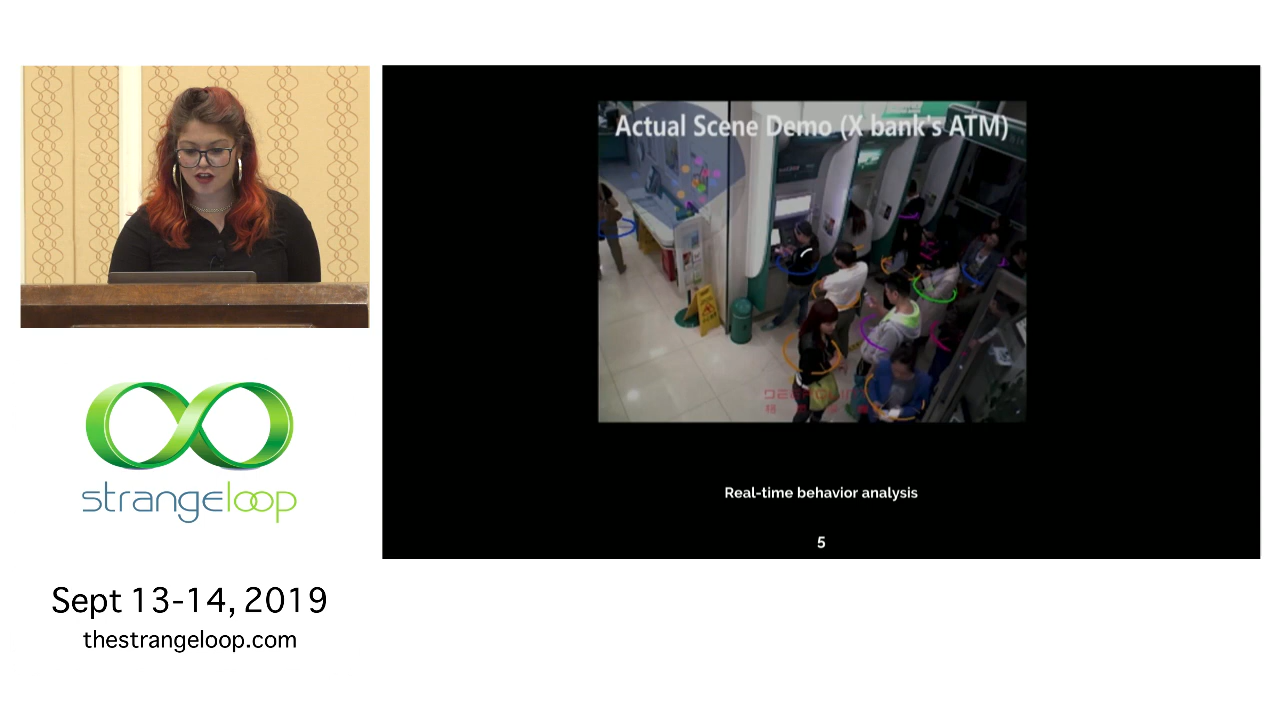 Actual Scene Demo (X bank's ATM)
Real-time behavior analysis
5
strangeloop
Sept 13-14, 2019
thestrangeloop.com